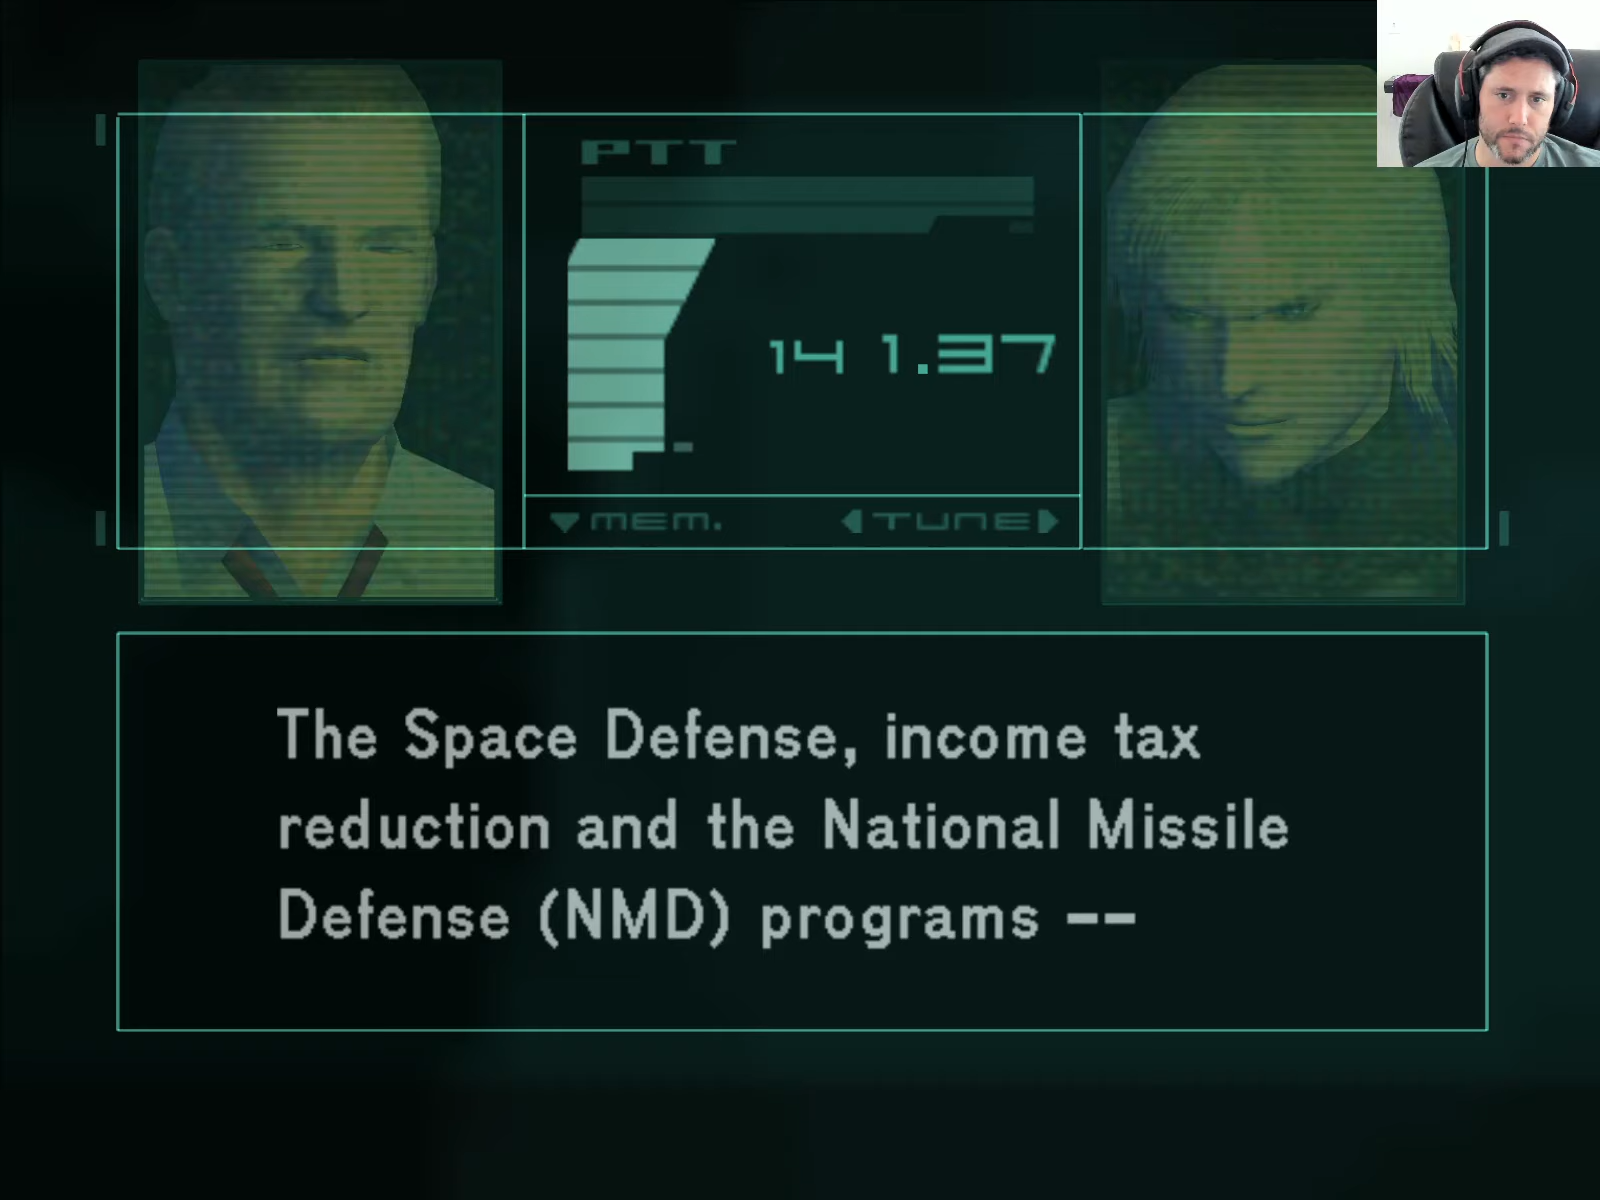 PTT
141.37
mem.
TUNE
The Space Defense, income tax
reduction and the National Missile
Defense (NMD) programs --